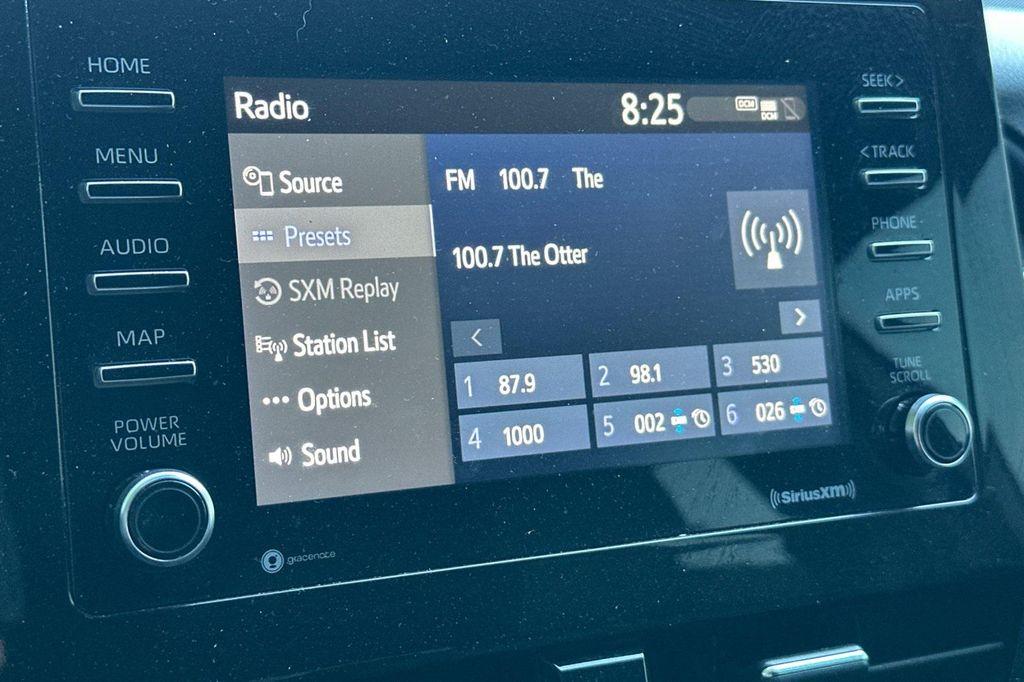 HOME
MENU
AUDIO
MAP
POWER
VOLUME
Radio
8:25
DCM
DCM
Source
Presets
SXM Replay
Station List
Options
Sound
FM 100.7 The
100.7 The Otter
<
>
1 87.9
2 98.1
3 530
4 1000
5 002
6 026
SEEK>
<TRACK
PHONE
APPS
TUNE
SCROLL
gracenote
SiriusXM